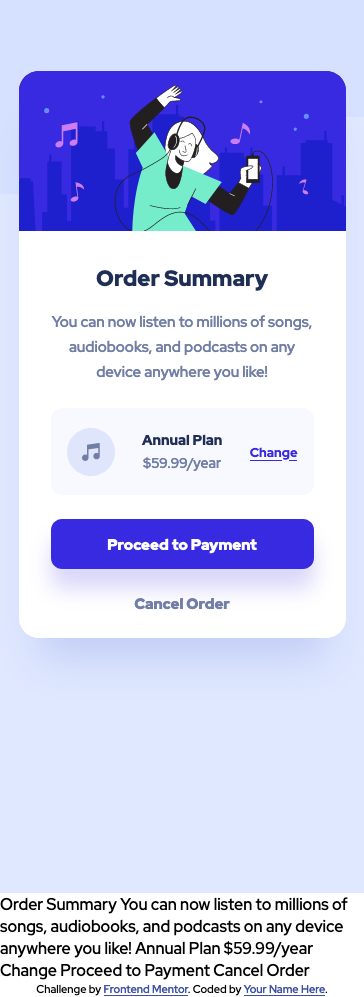 Order Summary
You can now listen to millions of songs,
audiobooks, and podcasts on any
device anywhere you like!
Annual Plan
$59.99/year
Change
Proceed to Payment
Cancel Order
Order Summary You can now listen to millions of
songs, audiobooks, and podcasts on any device
anywhere you like! Annual Plan $59.99/year
Change Proceed to Payment Cancel Order
Challenge by Frontend Mentor. Coded by Your Name Here.